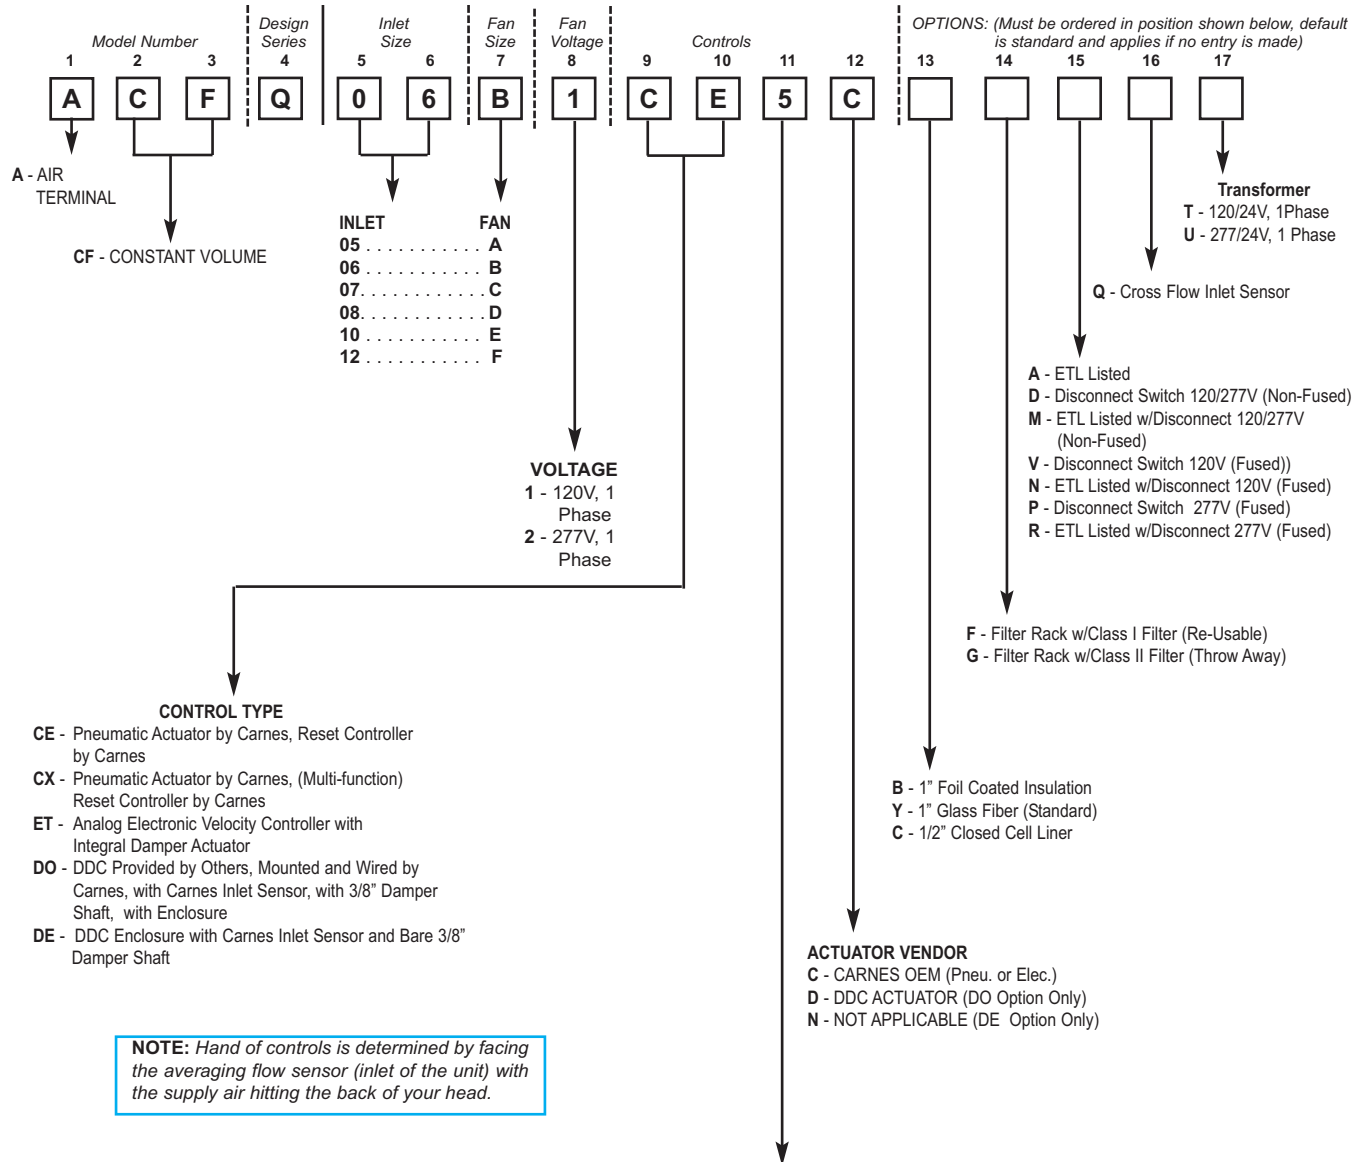 Model Number
Design
Series
Inlet
Size
Fan
Size
Fan
Voltage
Controls
OPTIONS: (Must be ordered in position shown below, default
is standard and applies if no entry is made)
1 2 3 4 5 6 7 8 9 10 11 12 13 14 15 16 17
A C F Q 0 6 B 1 C E 5 C
A - AIR
TERMINAL
CF - CONSTANT VOLUME
INLET FAN
05 . . . . . . . . . . . A
06 . . . . . . . . . . . B
07. . . . . . . . . . . . C
08. . . . . . . . . . . . D
10 . . . . . . . . . . . E
12 . . . . . . . . . . . F
VOLTAGE
1 - 120V, 1
Phase
2 - 277V, 1
Phase
Transformer
T - 120/24V, 1Phase
U - 277/24V, 1 Phase
Q - Cross Flow Inlet Sensor
A - ETL Listed
D - Disconnect Switch 120/277V (Non-Fused)
M - ETL Listed w/Disconnect 120/277V
(Non-Fused)
V - Disconnect Switch 120V (Fused))
N - ETL Listed w/Disconnect 120V (Fused)
P - Disconnect Switch 277V (Fused)
R - ETL Listed w/Disconnect 277V (Fused)
F - Filter Rack w/Class I Filter (Re-Usable)
G - Filter Rack w/Class II Filter (Throw Away)
B - 1” Foil Coated Insulation
Y - 1” Glass Fiber (Standard)
C - 1/2” Closed Cell Liner
CONTROL TYPE
CE - Pneumatic Actuator by Carnes, Reset Controller
by Carnes
CX - Pneumatic Actuator by Carnes, (Multi-function)
Reset Controller by Carnes
ET - Analog Electronic Velocity Controller with
Integral Damper Actuator
DO - DDC Provided by Others, Mounted and Wired by
Carnes, with Carnes Inlet Sensor, with 3/8” Damper
Shaft, with Enclosure
DE - DDC Enclosure with Carnes Inlet Sensor and Bare 3/8”
Damper Shaft
ACTUATOR VENDOR
C - CARNES OEM (Pneu. or Elec.)
D - DDC ACTUATOR (DO Option Only)
N - NOT APPLICABLE (DE Option Only)
NOTE: Hand of controls is determined by facing
the averaging flow sensor (inlet of the unit) with
the supply air hitting the back of your head.